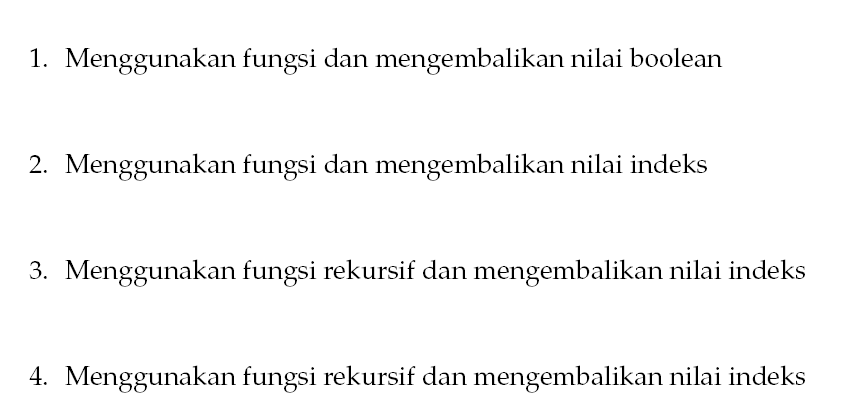 1. Menggunakan fungsi dan mengembalikan nilai boolean
2. Menggunakan fungsi dan mengembalikan nilai indeks
3. Menggunakan fungsi rekursif dan mengembalikan nilai indeks
4. Menggunakan fungsi rekursif dan mengembalikan nilai indeks